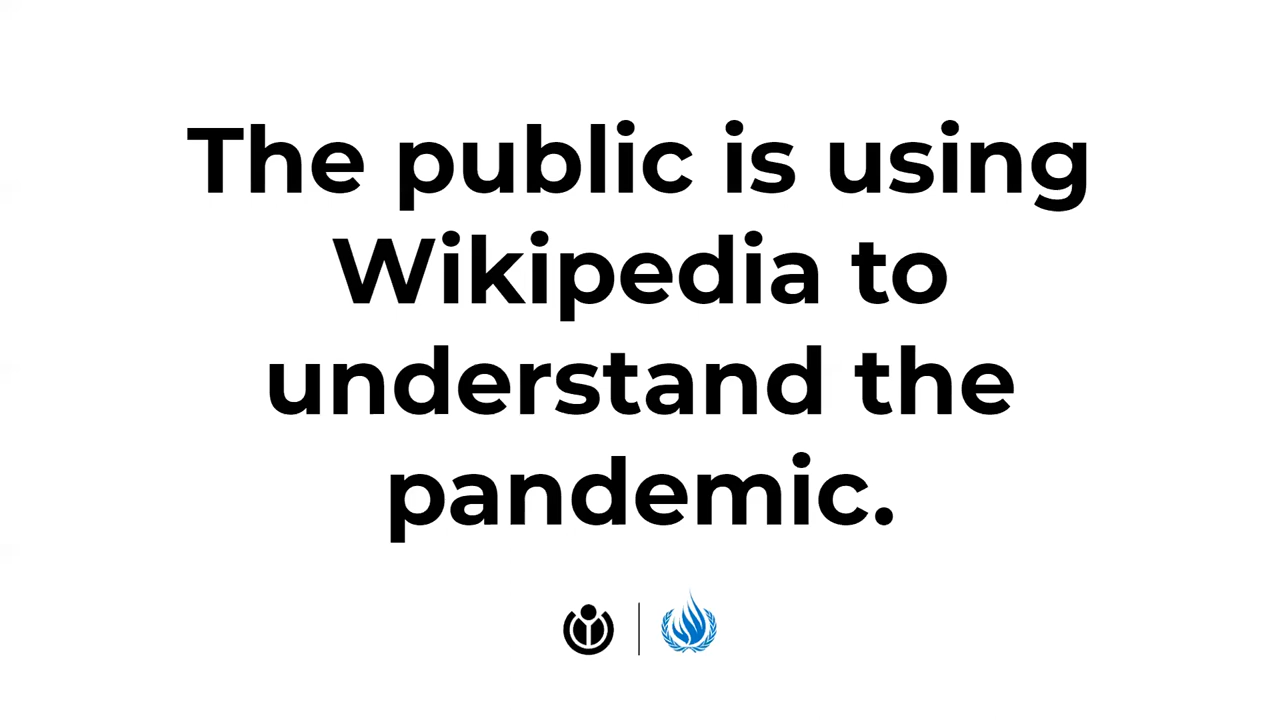 The public is using
Wikipedia to
understand the
pandemic.